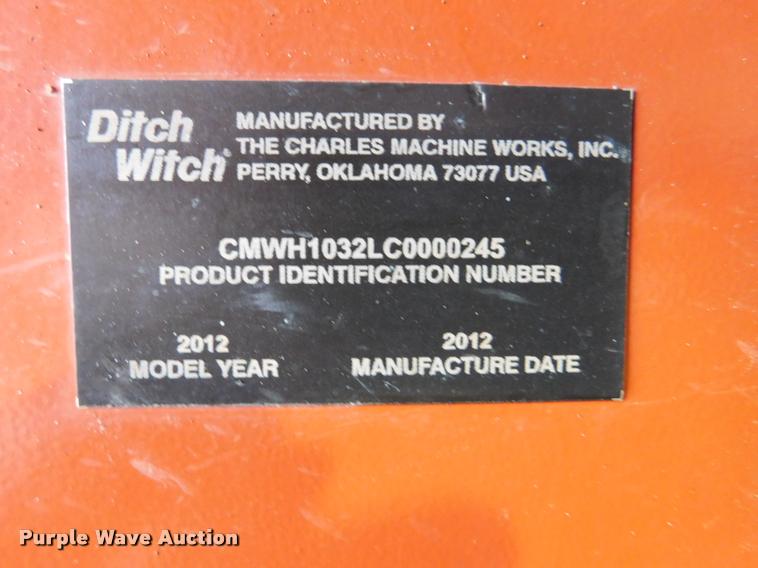 Ditch
Witch®
MANUFACTURED BY
THE CHARLES MACHINE WORKS, INC.
PERRY, OKLAHOMA 73077 USA
CMWH1032LC0000245
PRODUCT IDENTIFICATION NUMBER
2012
MODEL YEAR
2012
MANUFACTURE DATE
Purple Wave Auction